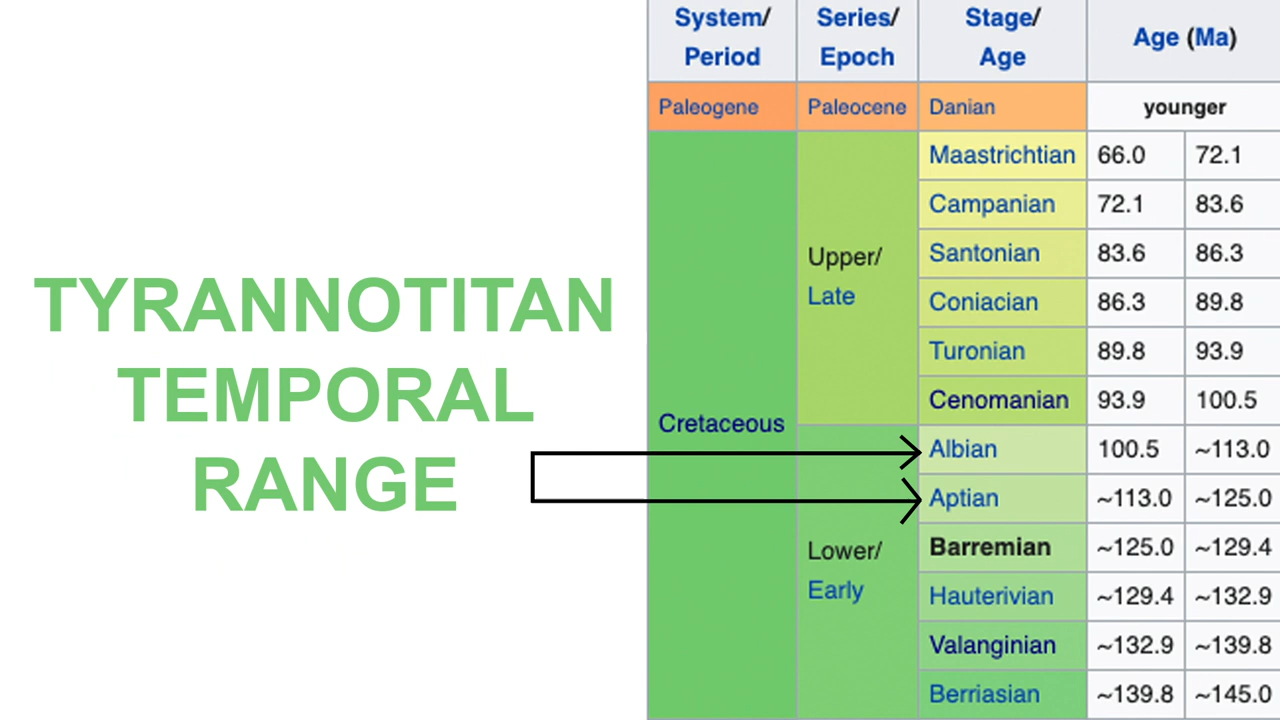 TYRANNOTITAN
TEMPORAL
RANGE
System/
Period
Series/
Epoch
Stage/
Age
Age (Ma)
Paleogene
Paleocene
Danian
younger
Cretaceous
Upper/
Late
Maastrichtian 66.0 72.1
Campanian 72.1 83.6
Santonian 83.6 86.3
Coniacian 86.3 89.8
Turonian 89.8 93.9
Cenomanian 93.9 100.5
Lower/
Early
Albian 100.5 ~113.0
Aptian ~113.0 ~125.0
Barremian ~125.0 ~129.4
Hauterivian ~129.4 ~132.9
Valanginian ~132.9 ~139.8
Berriasian ~139.8 ~145.0